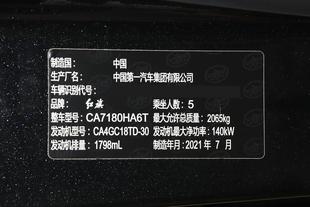 制造国： 中国
生产厂名： 中国第一汽车集团有限公司
车辆识别代号：
品牌： 红旗 乘坐人数：5
整车型号：CA7180HA6T 最大允许总质量：2065kg
发动机型号：CA4GC18TD-30 发动机最大净功率：140kW
发动机排量：1798mL 制造年月：2021 年 7 月